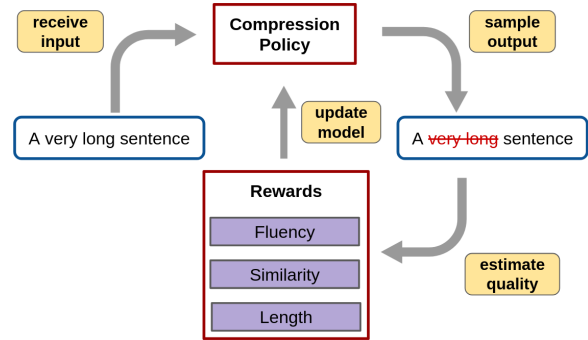 receive
input
Compression
Policy
sample
output
A very long sentence
update
model
A very long sentence
Rewards
Fluency
Similarity
Length
estimate
quality